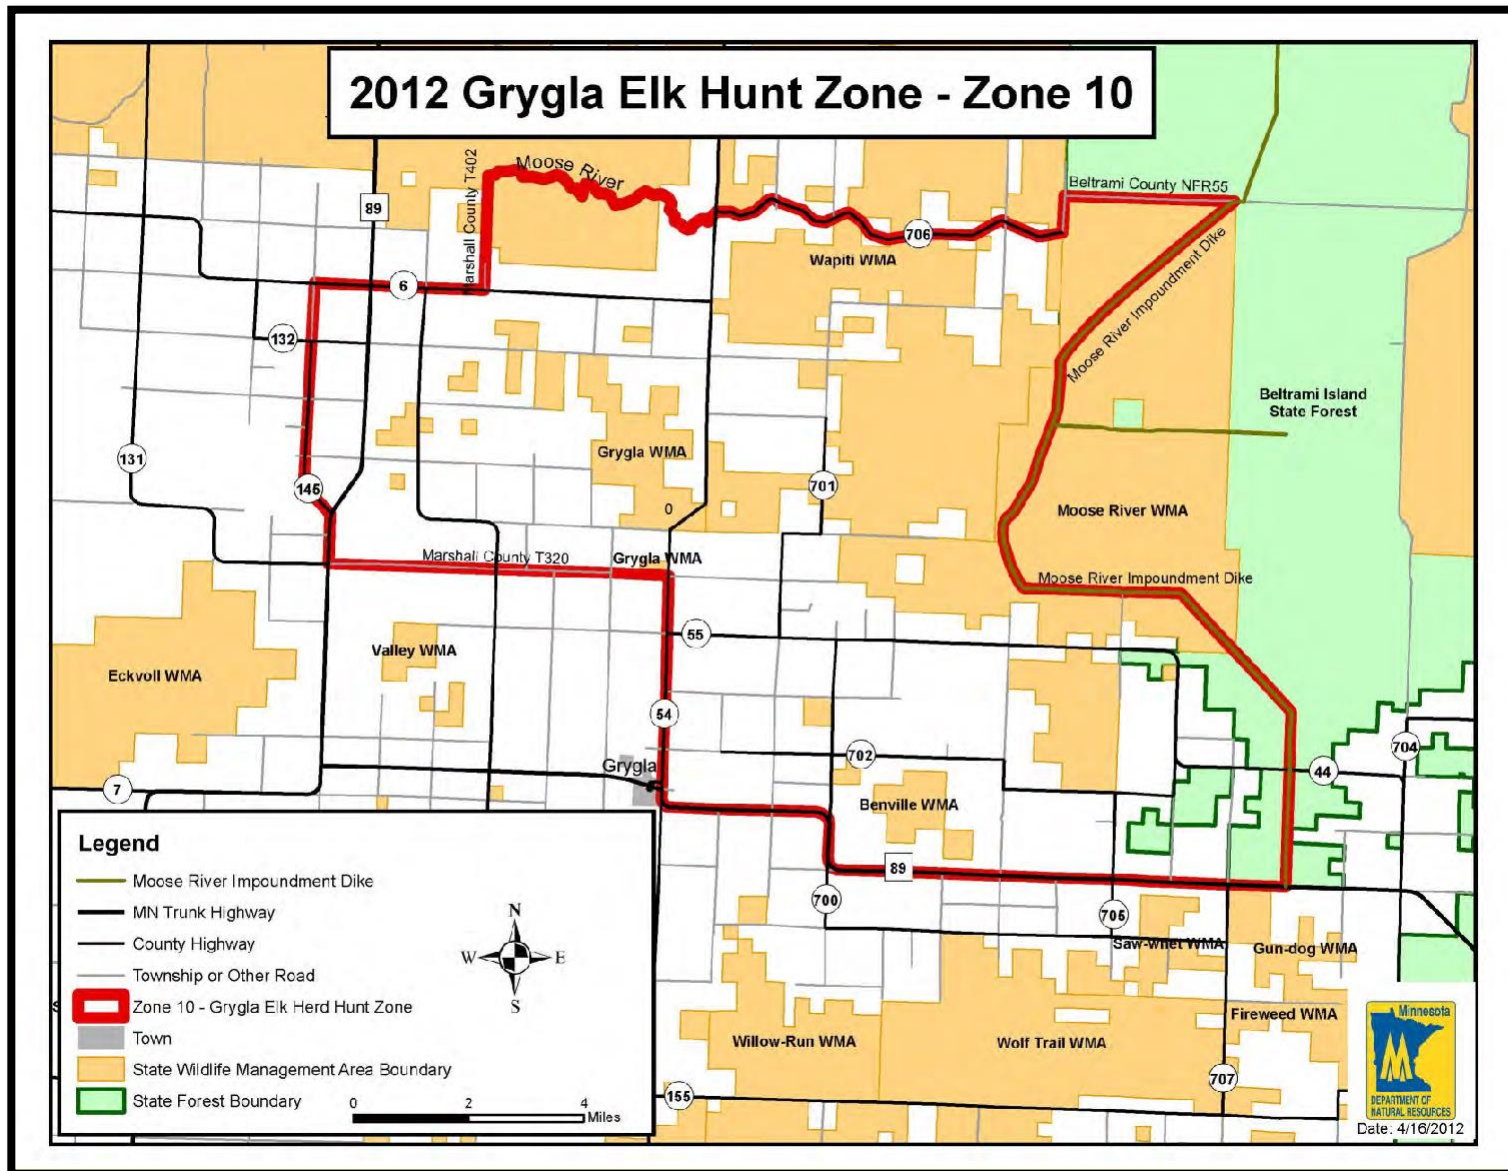 2012 Grygla Elk Hunt Zone - Zone 10
Moose River
Marshall County T402
Beltrami County NFR55
89
706
Wapiti WMA
6
Moose River Impoundment Dike
132
Beltrami Island
State Forest
Grygla WMA
131
145
701
0
Moose River WMA
Marshall County T320
Grygla WMA
Moose River Impoundment Dike
55
Valley WMA
Eckvoll WMA
54
702
704
44
Grygla
7
Benville WMA
89
700
705
Saw-whet WMA
Gun-dog WMA
Fireweed WMA
Willow-Run WMA
Wolf Trail WMA
707
155
Legend
Moose River Impoundment Dike
MN Trunk Highway
County Highway
Township or Other Road
Zone 10 - Grygla Elk Herd Hunt Zone
Town
State Wildlife Management Area Boundary
State Forest Boundary
N
W E
S
0 2 4
Miles
Minnesota
DEPARTMENT OF
NATURAL RESOURCES
Date: 4/16/2012